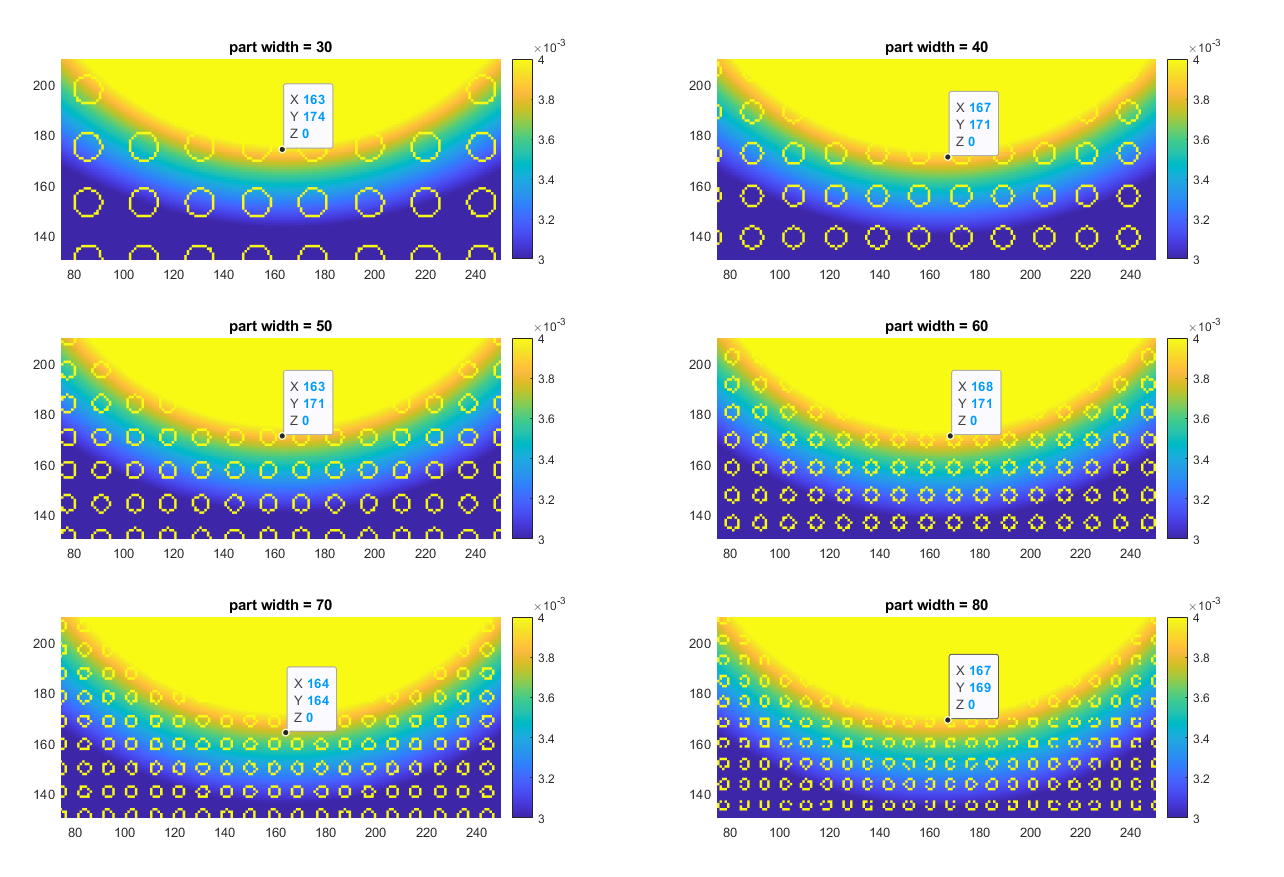 part width = 30
×10-3
X 163
Y 174
Z 0
200
180
160
140
80 100 120 140 160 180 200 220 240
4
3.8
3.6
3.4
3.2
3
part width = 40
×10-3
X 167
Y 171
Z 0
200
180
160
140
80 100 120 140 160 180 200 220 240
4
3.8
3.6
3.4
3.2
3
part width = 50
×10-3
X 163
Y 171
Z 0
200
180
160
140
80 100 120 140 160 180 200 220 240
4
3.8
3.6
3.4
3.2
3
part width = 60
×10-3
X 168
Y 171
Z 0
200
180
160
140
80 100 120 140 160 180 200 220 240
4
3.8
3.6
3.4
3.2
3
part width = 70
×10-3
X 164
Y 164
Z 0
200
180
160
140
80 100 120 140 160 180 200 220 240
4
3.8
3.6
3.4
3.2
3
part width = 80
×10-3
X 167
Y 169
Z 0
200
180
160
140
80 100 120 140 160 180 200 220 240
4
3.8
3.6
3.4
3.2
3